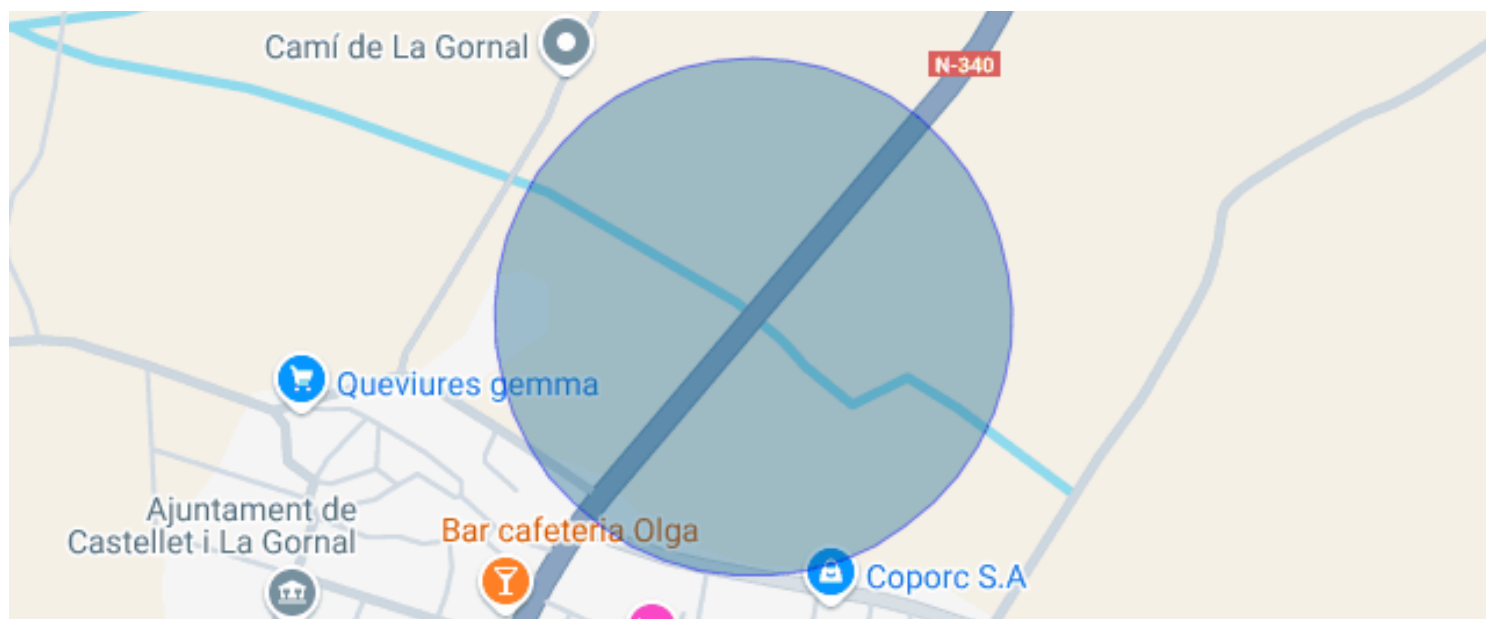 Camí de La Gornal
N-340
Queviures gemma
Ajuntament de
Castellet i La Gornal
Bar cafeteria Olga
Coporc S.A